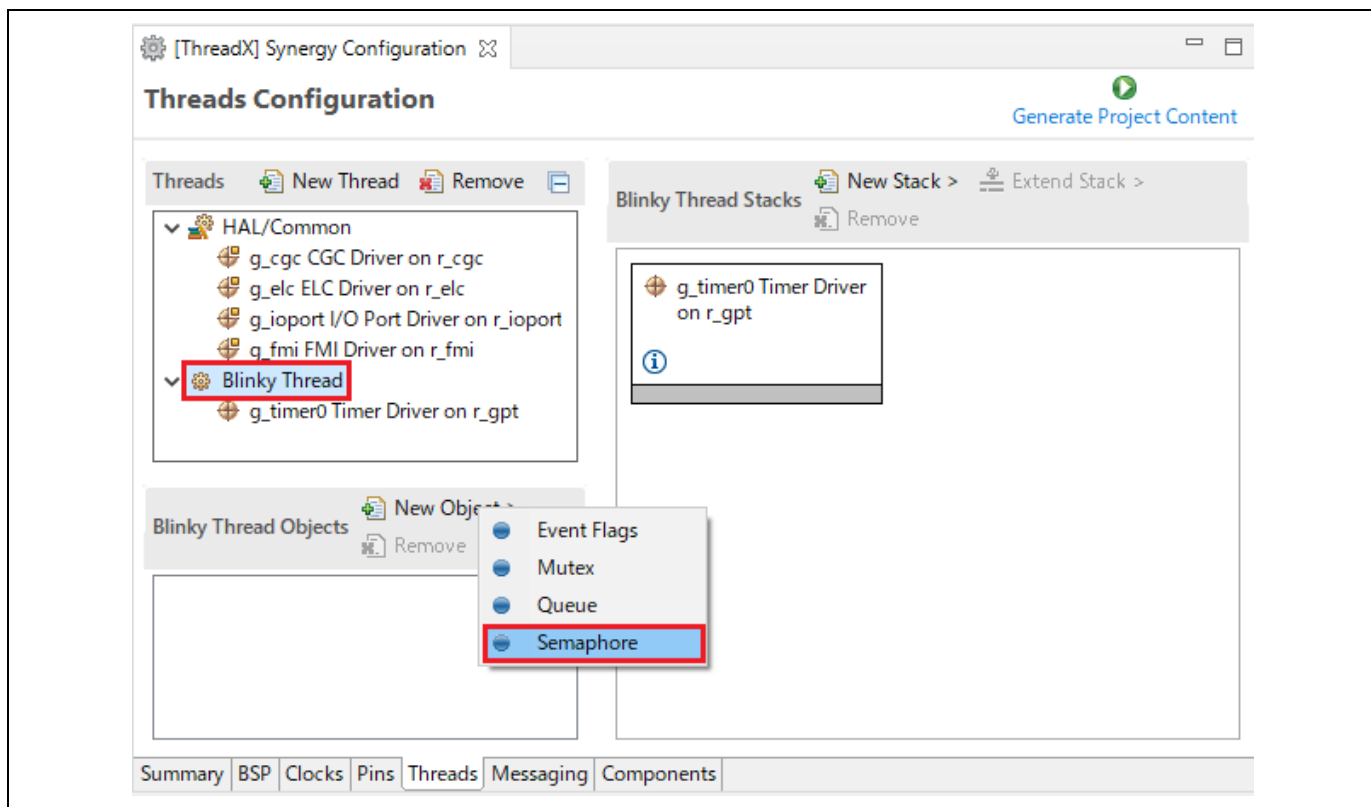 [ThreadX] Synergy Configuration
Threads Configuration
Generate Project Content
Threads
New Thread
Remove
HAL/Common
g_cgc CGC Driver on r_cgc
g_elc ELC Driver on r_elc
g_ioport I/O Port Driver on r_ioport
g_fmi FMI Driver on r_fmi
Blinky Thread
g_timer0 Timer Driver on r_gpt
Blinky Thread Stacks
New Stack >
Extend Stack >
Remove
g_timer0 Timer Driver
on r_gpt
Blinky Thread Objects
New Object >
Remove
Event Flags
Mutex
Queue
Semaphore
Summary BSP Clocks Pins Threads Messaging Components